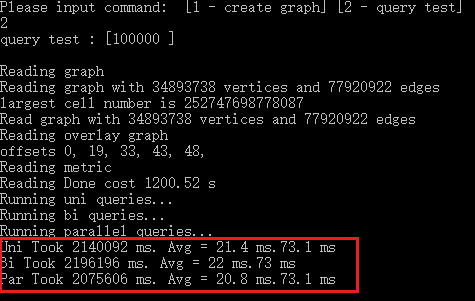 Please input command:  [1 - create graph] [2 - query test]
2
query test : [100000 ]
Reading graph
Reading graph with 34893738 vertices and 77920922 edges
largest cell number is 252747698778087
Read graph with 34893738 vertices and 77920922 edges
Reading overlay graph
offsets 0, 19, 33, 43, 48,
Reading metric
Reading Done cost 1200.52 s
Running uni queries...
Running bi queries...
Running parallel queries...
Uni Took 2140092 ms. Avg = 21.4 ms.73.1 ms
Bi Took 2196196 ms. Avg = 22 ms.73 ms
Par Took 2075606 ms. Avg = 20.8 ms.73.1 ms